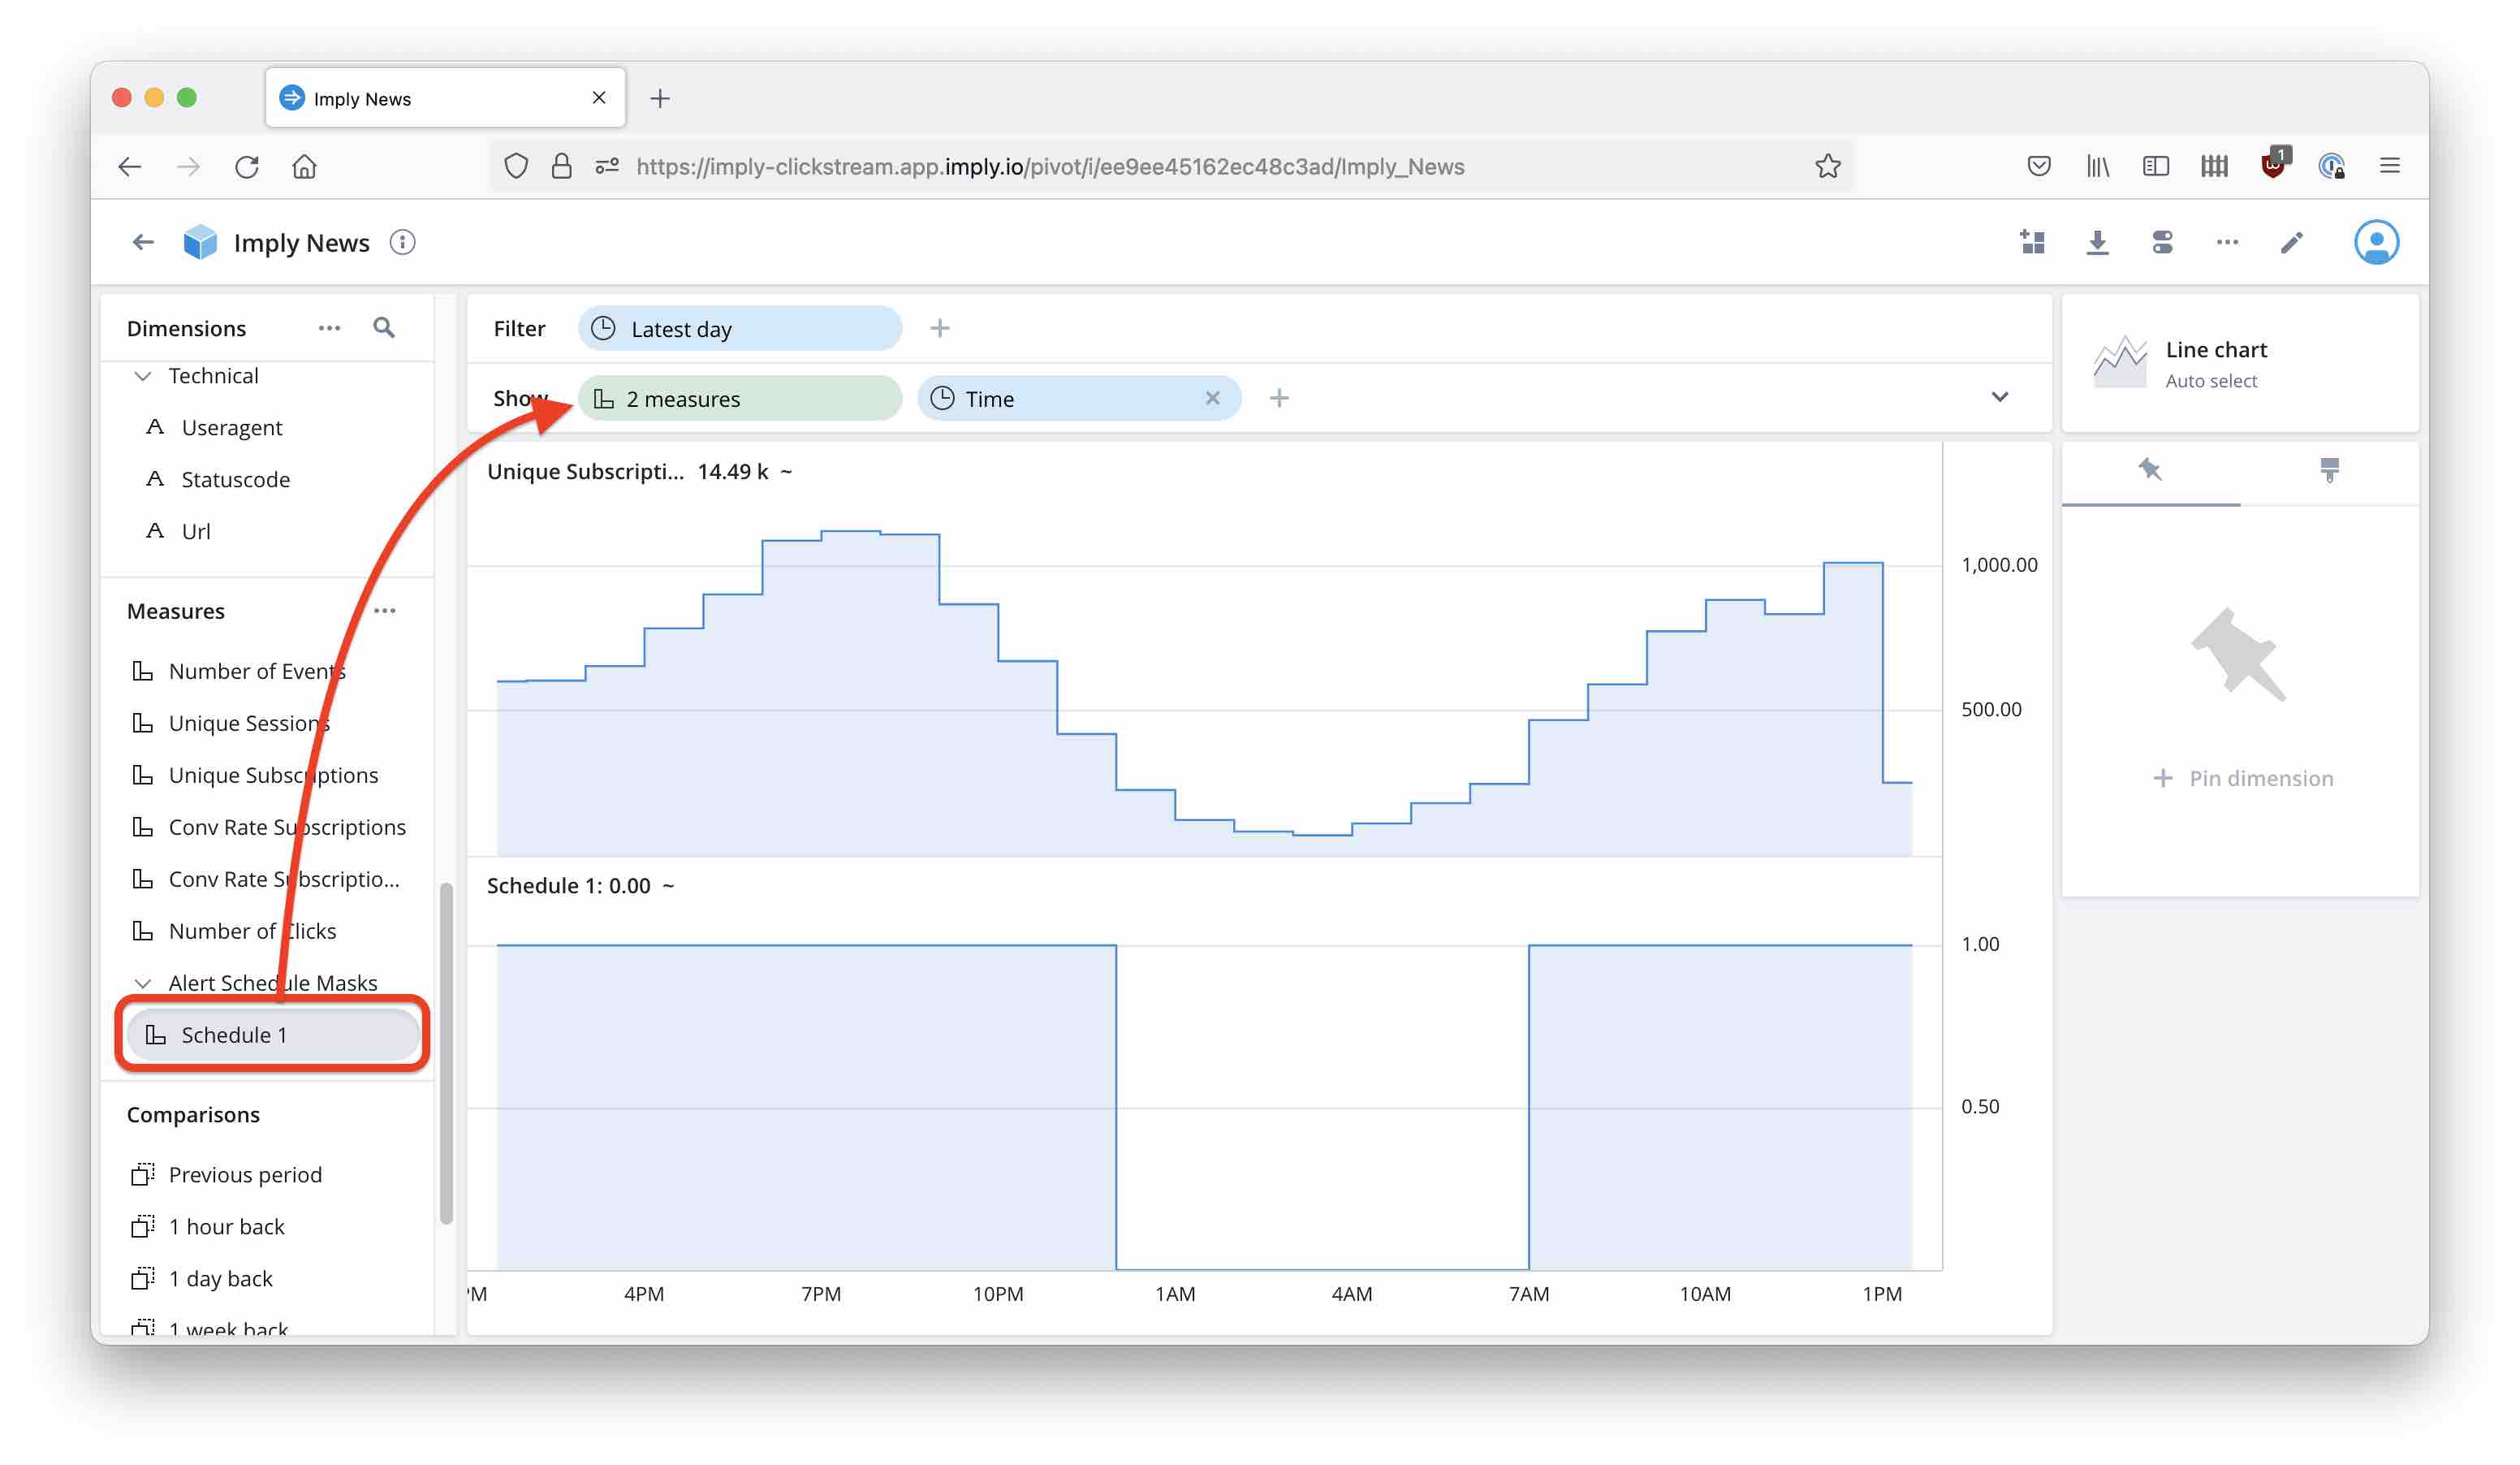 Imply News
https://imply-clickstream.app.imply.io/pivot/i/ee9ee45162ec48c3ad/Imply_News
1
Imply News
Dimensions
Technical
A Useragent
A Statuscode
A Url
Measures
Number of Events
Unique Sessions
Unique Subscriptions
Conv Rate Subscriptions
Conv Rate Subscriptio...
Number of Clicks
Alert Schedule Masks
Schedule 1
Comparisons
Previous period
1 hour back
1 day back
1 week back
Filter Latest day
Show 2 measures Time
Unique Subscripti... 14.49 k ~
1,000.00
500.00
Schedule 1: 0.00 ~
1.00
0.50
PM 4PM 7PM 10PM 1AM 4AM 7AM 10AM 1PM
Line chart
Auto select
Pin dimension